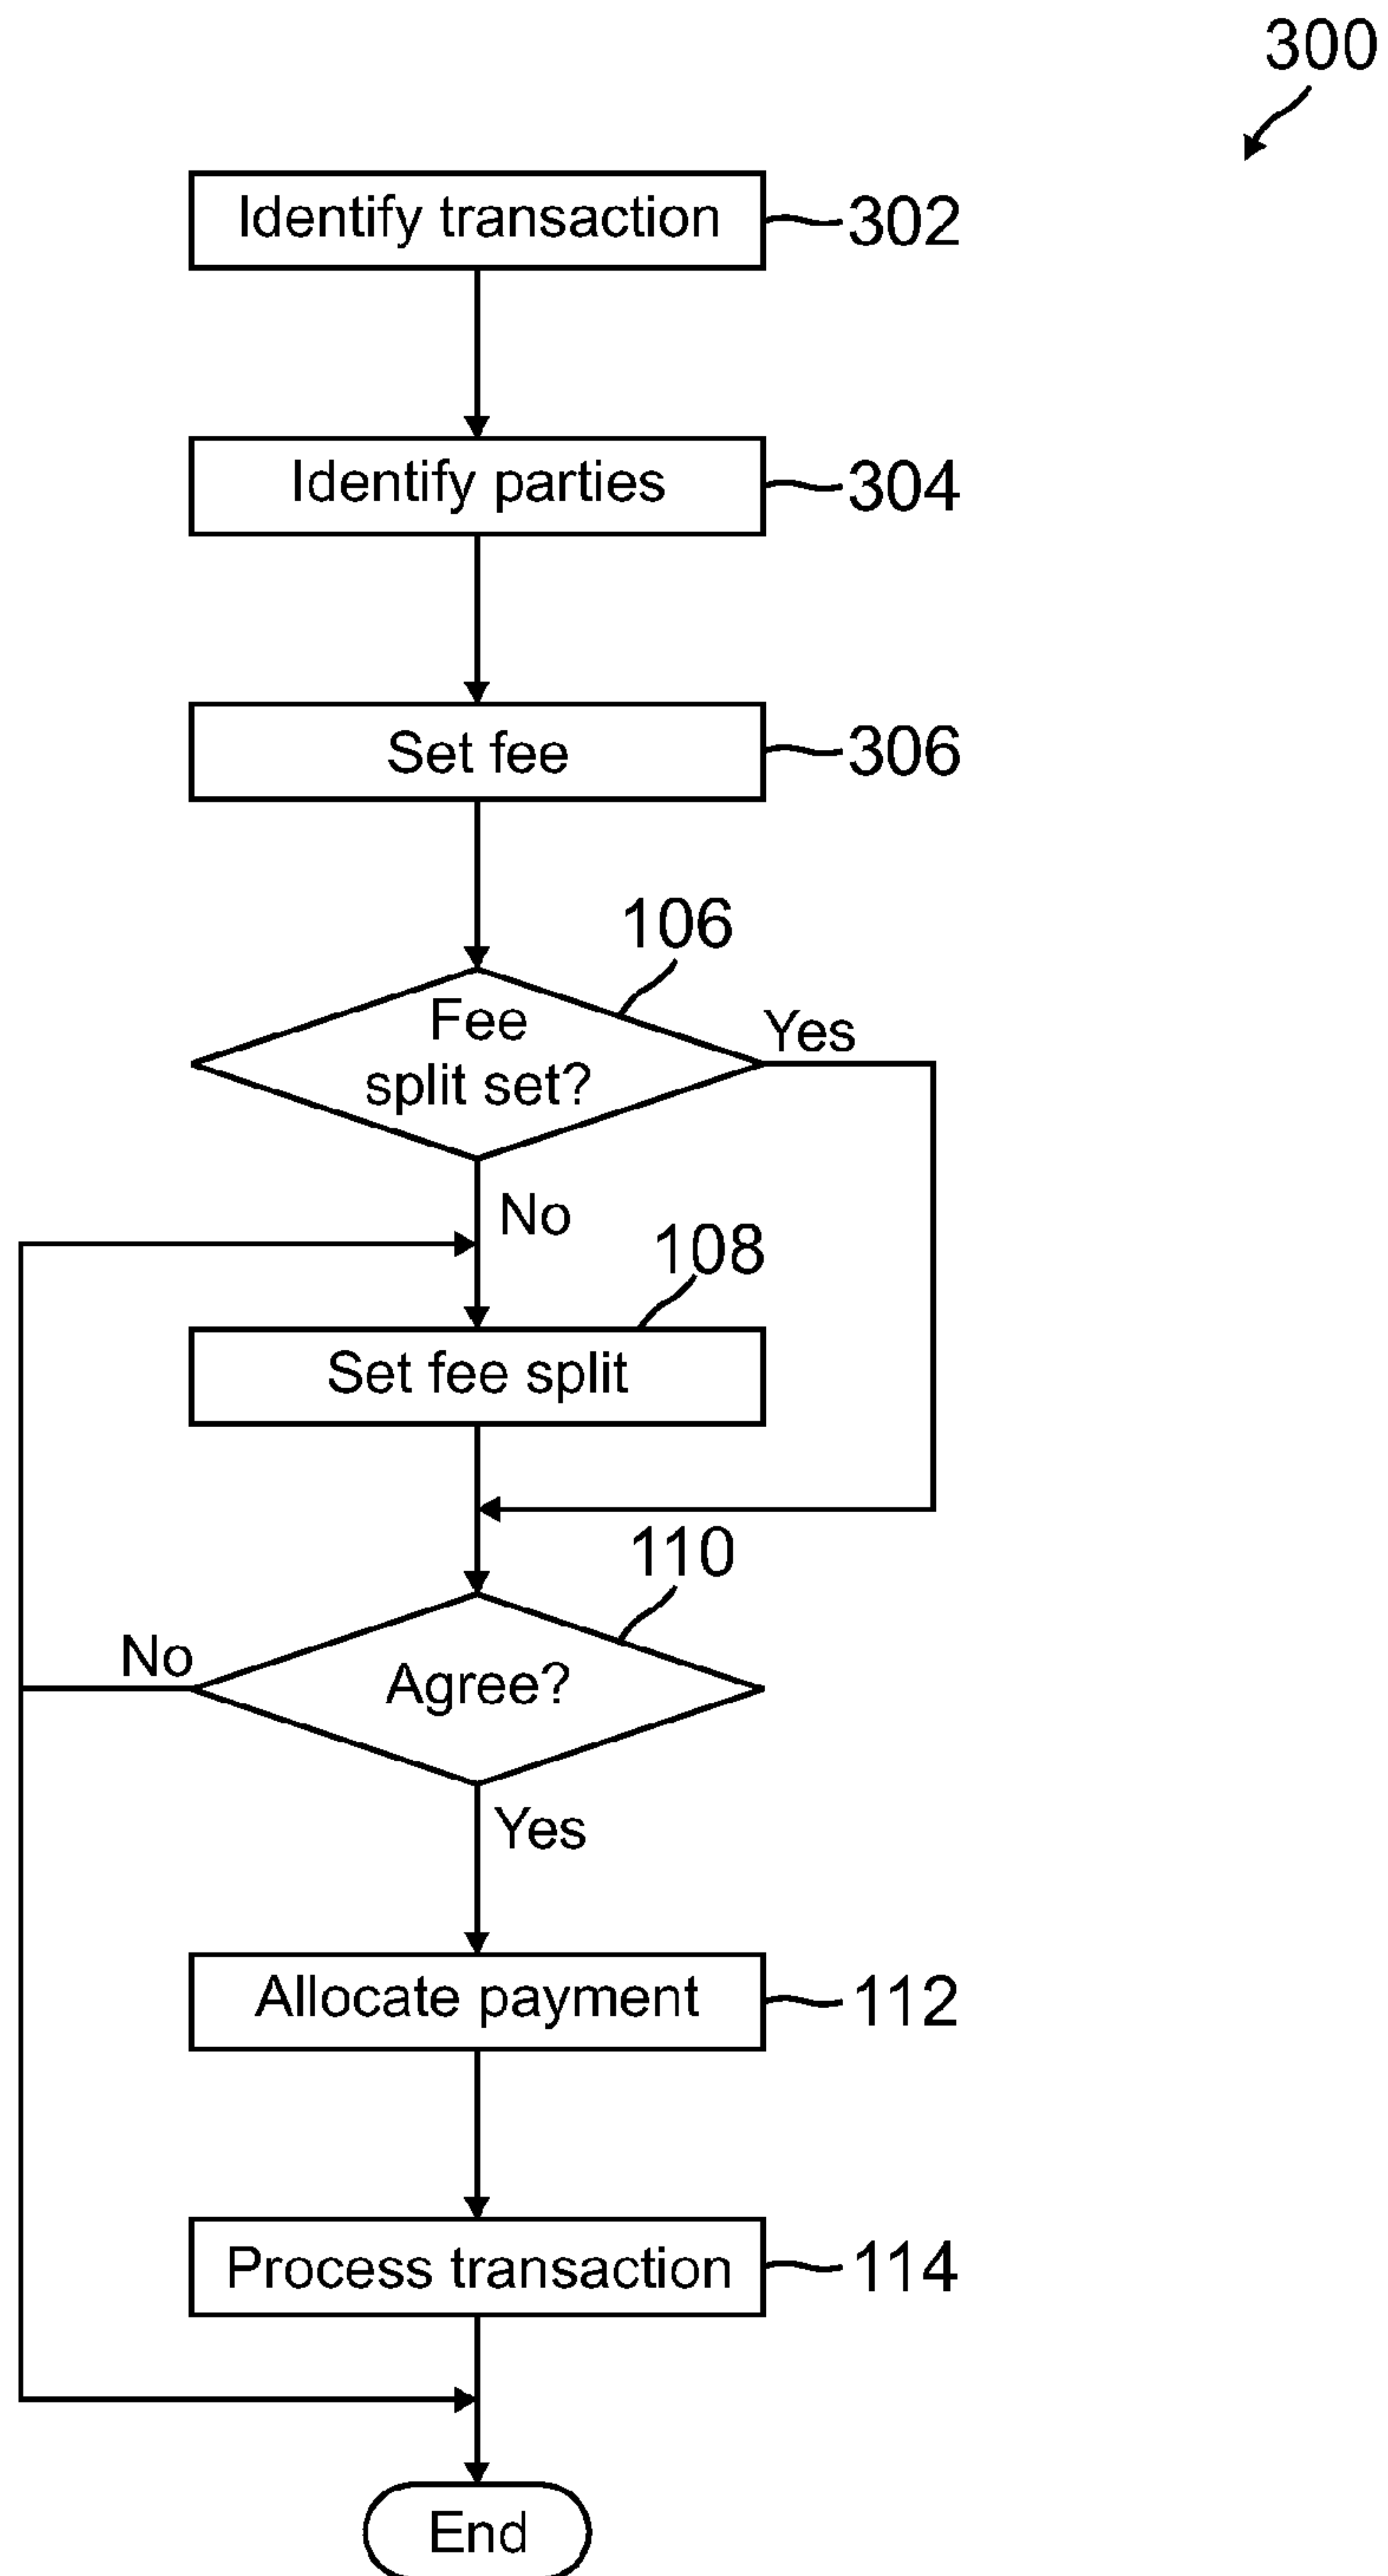 300
Identify transaction
302
Identify parties
304
Set fee
306
106
Fee
split set?
Yes
No
108
Set fee split
110
No
Agree?
Yes
Allocate payment
112
Process transaction
114
End